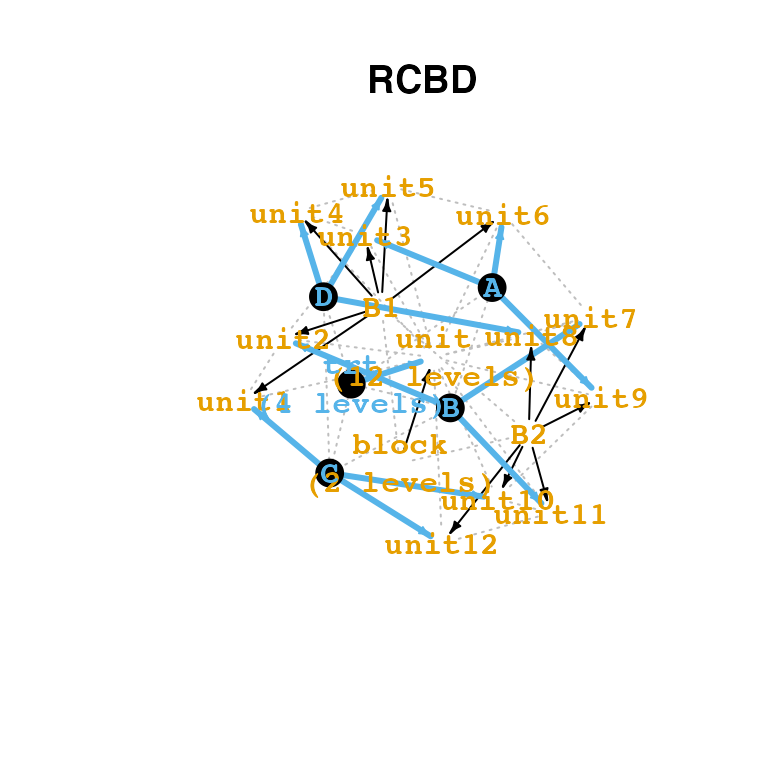 RCBD
unit5
unit4
unit6
unit3
D
A
B1
unit7
unit2
unit
unit8
trt
(12 levels)
unit1
(4 levels)
B
unit9
B2
block
C
(2 levels)
unit10
unit11
unit12